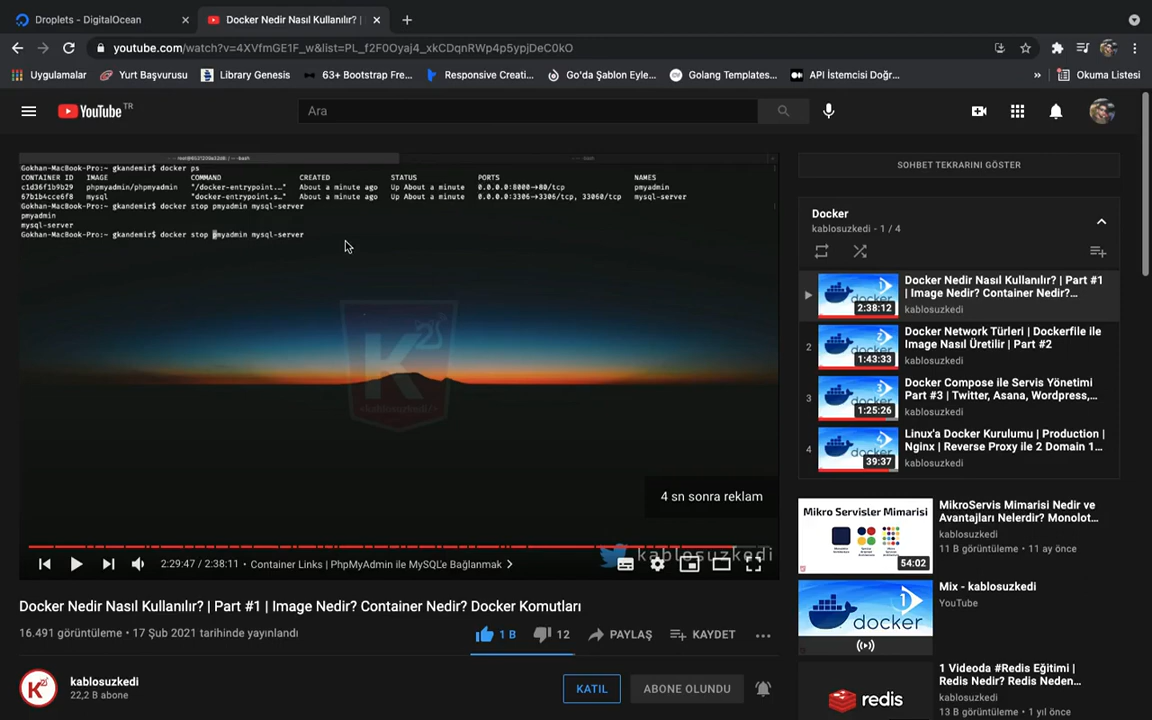 Droplets - DigitalOcean
Docker Nedir Nasıl Kullanılır? |
youtube.com/watch?v=4XVfmGE1F_w&list=PL_f2F0Oyaj4_xkCDqnRWp4p5ypjDeC0kO
Uygulamalar
Yurt Başvurusu
Library Genesis
63+ Bootstrap Fre...
Responsive Creati...
Go'da Şablon Eyle...
Golang Templates...
API İstemcisi Doğr...
»
Okuma Listesi
YouTube TR
Ara
Gokhan-MacBook-Pro:~ gkandemir$ docker ps
CONTAINER ID IMAGE COMMAND CREATED STATUS PORTS NAMES
c1d36f1b9b29 phpmyadmin/phpmyadmin "/docker-entrypoint...." About a minute ago Up About a minute 0.0.0.0:8000->80/tcp pmyadmin
67b1b4cce6f8 mysql "docker-entrypoint.s…" About a minute ago Up About a minute 0.0.0.0:3306->3306/tcp, 33060/tcp mysql-server
Gokhan-MacBook-Pro:~ gkandemir$ docker stop pmyadmin mysql-server
pmyadmin
mysql-server
Gokhan-MacBook-Pro:~ gkandemir$ docker stop pmyadmin mysql-server
K
<kablosuzkedi/>
4 sn sonra reklam
kablosuzkedi
2:29:47 / 2:38:11 • Container Links | PhpMyAdmin ile MySQL'e Bağlanmak
Docker Nedir Nasıl Kullanılır? | Part #1 | Image Nedir? Container Nedir? Docker Komutları
16.491 görüntüleme • 17 Şub 2021 tarihinde yayınlandı
1 B
12
PAYLAŞ
KAYDET
kablosuzkedi
22,2 B abone
KATIL
ABONE OLUNDU
SOHBET TEKRARINI GÖSTER
Docker
kablosuzkedi - 1 / 4
Docker Nedir Nasıl Kullanılır? | Part #1
| Image Nedir? Container Nedir?...
kablosuzkedi
docker
1
2:38:12
2
Docker Network Türleri | Dockerfile ile
Image Nasıl Üretilir | Part #2
kablosuzkedi
docker
1:43:33
3
Docker Compose ile Servis Yönetimi
Part #3 | Twitter, Asana, Wordpress,...
kablosuzkedi
docker
1:25:26
4
Linux'a Docker Kurulumu | Production |
Nginx | Reverse Proxy ile 2 Domain 1...
kablosuzkedi
docker
39:37
Mikro Servisler Mimarisi
54:02
MikroServis Mimarisi Nedir ve
Avantajları Nelerdir? Monolot...
kablosuzkedi
11 B görüntüleme • 11 ay önce
docker
1
Mix - kablosuzkedi
YouTube
redis
1 Videoda #Redis Eğitimi |
Redis Nedir? Redis Neden...
kablosuzkedi
13 B görüntüleme • 1 yıl önce